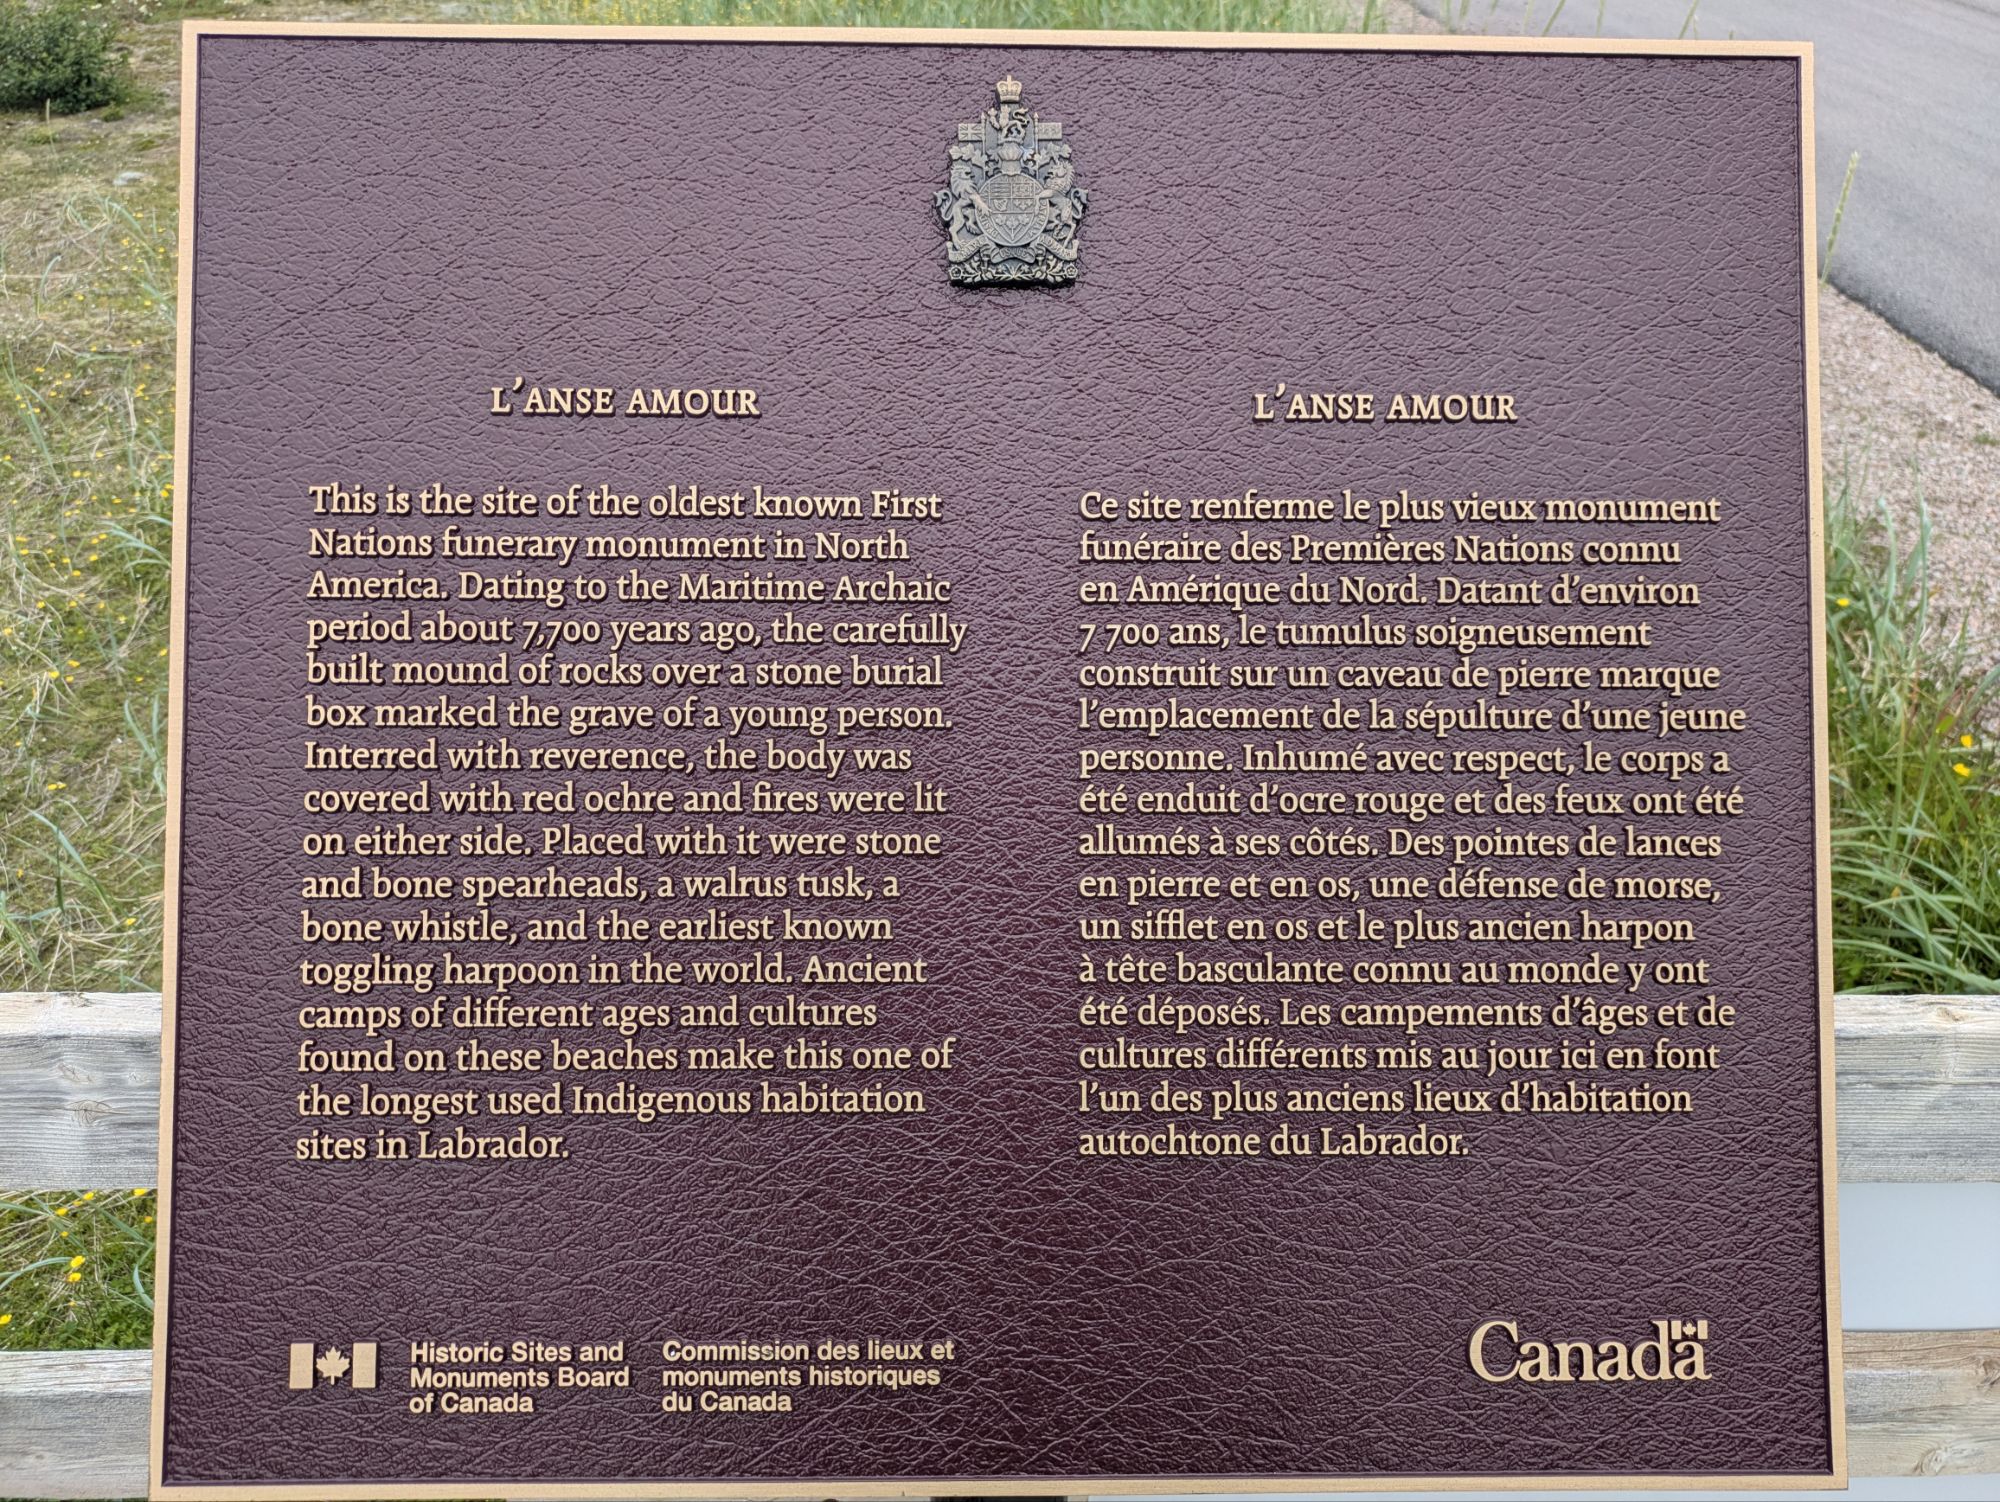 L'ANSE AMOUR
This is the site of the oldest known First
Nations funerary monument in North
America. Dating to the Maritime Archaic
period about 7,700 years ago, the carefully
built mound of rocks over a stone burial
box marked the grave of a young person.
Interred with reverence, the body was
covered with red ochre and fires were lit
on either side. Placed with it were stone
and bone spearheads, a walrus tusk, a
bone whistle, and the earliest known
toggling harpoon in the world. Ancient
camps of different ages and cultures
found on these beaches make this one of
the longest used Indigenous habitation
sites in Labrador.
L'ANSE AMOUR
Ce site renferme le plus vieux monument
funéraire des Premières Nations connu
en Amérique du Nord. Datant d'environ
7 700 ans, le tumulus soigneusement
construit sur un caveau de pierre marque
l'emplacement de la sépulture d'une jeune
personne. Inhumé avec respect, le corps a
été enduit d'ocre rouge et des feux ont été
allumés à ses côtés. Des pointes de lances
en pierre et en os, une défense de morse,
un sifflet en os et le plus ancien harpon
à tête basculante connu au monde y ont
été déposés. Les campements d'âges et de
cultures différents mis au jour ici en font
l'un des plus anciens lieux d'habitation
autochtone du Labrador.
Historic Sites and
Monuments Board
of Canada
Commission des lieux et
monuments historiques
du Canada
Canada